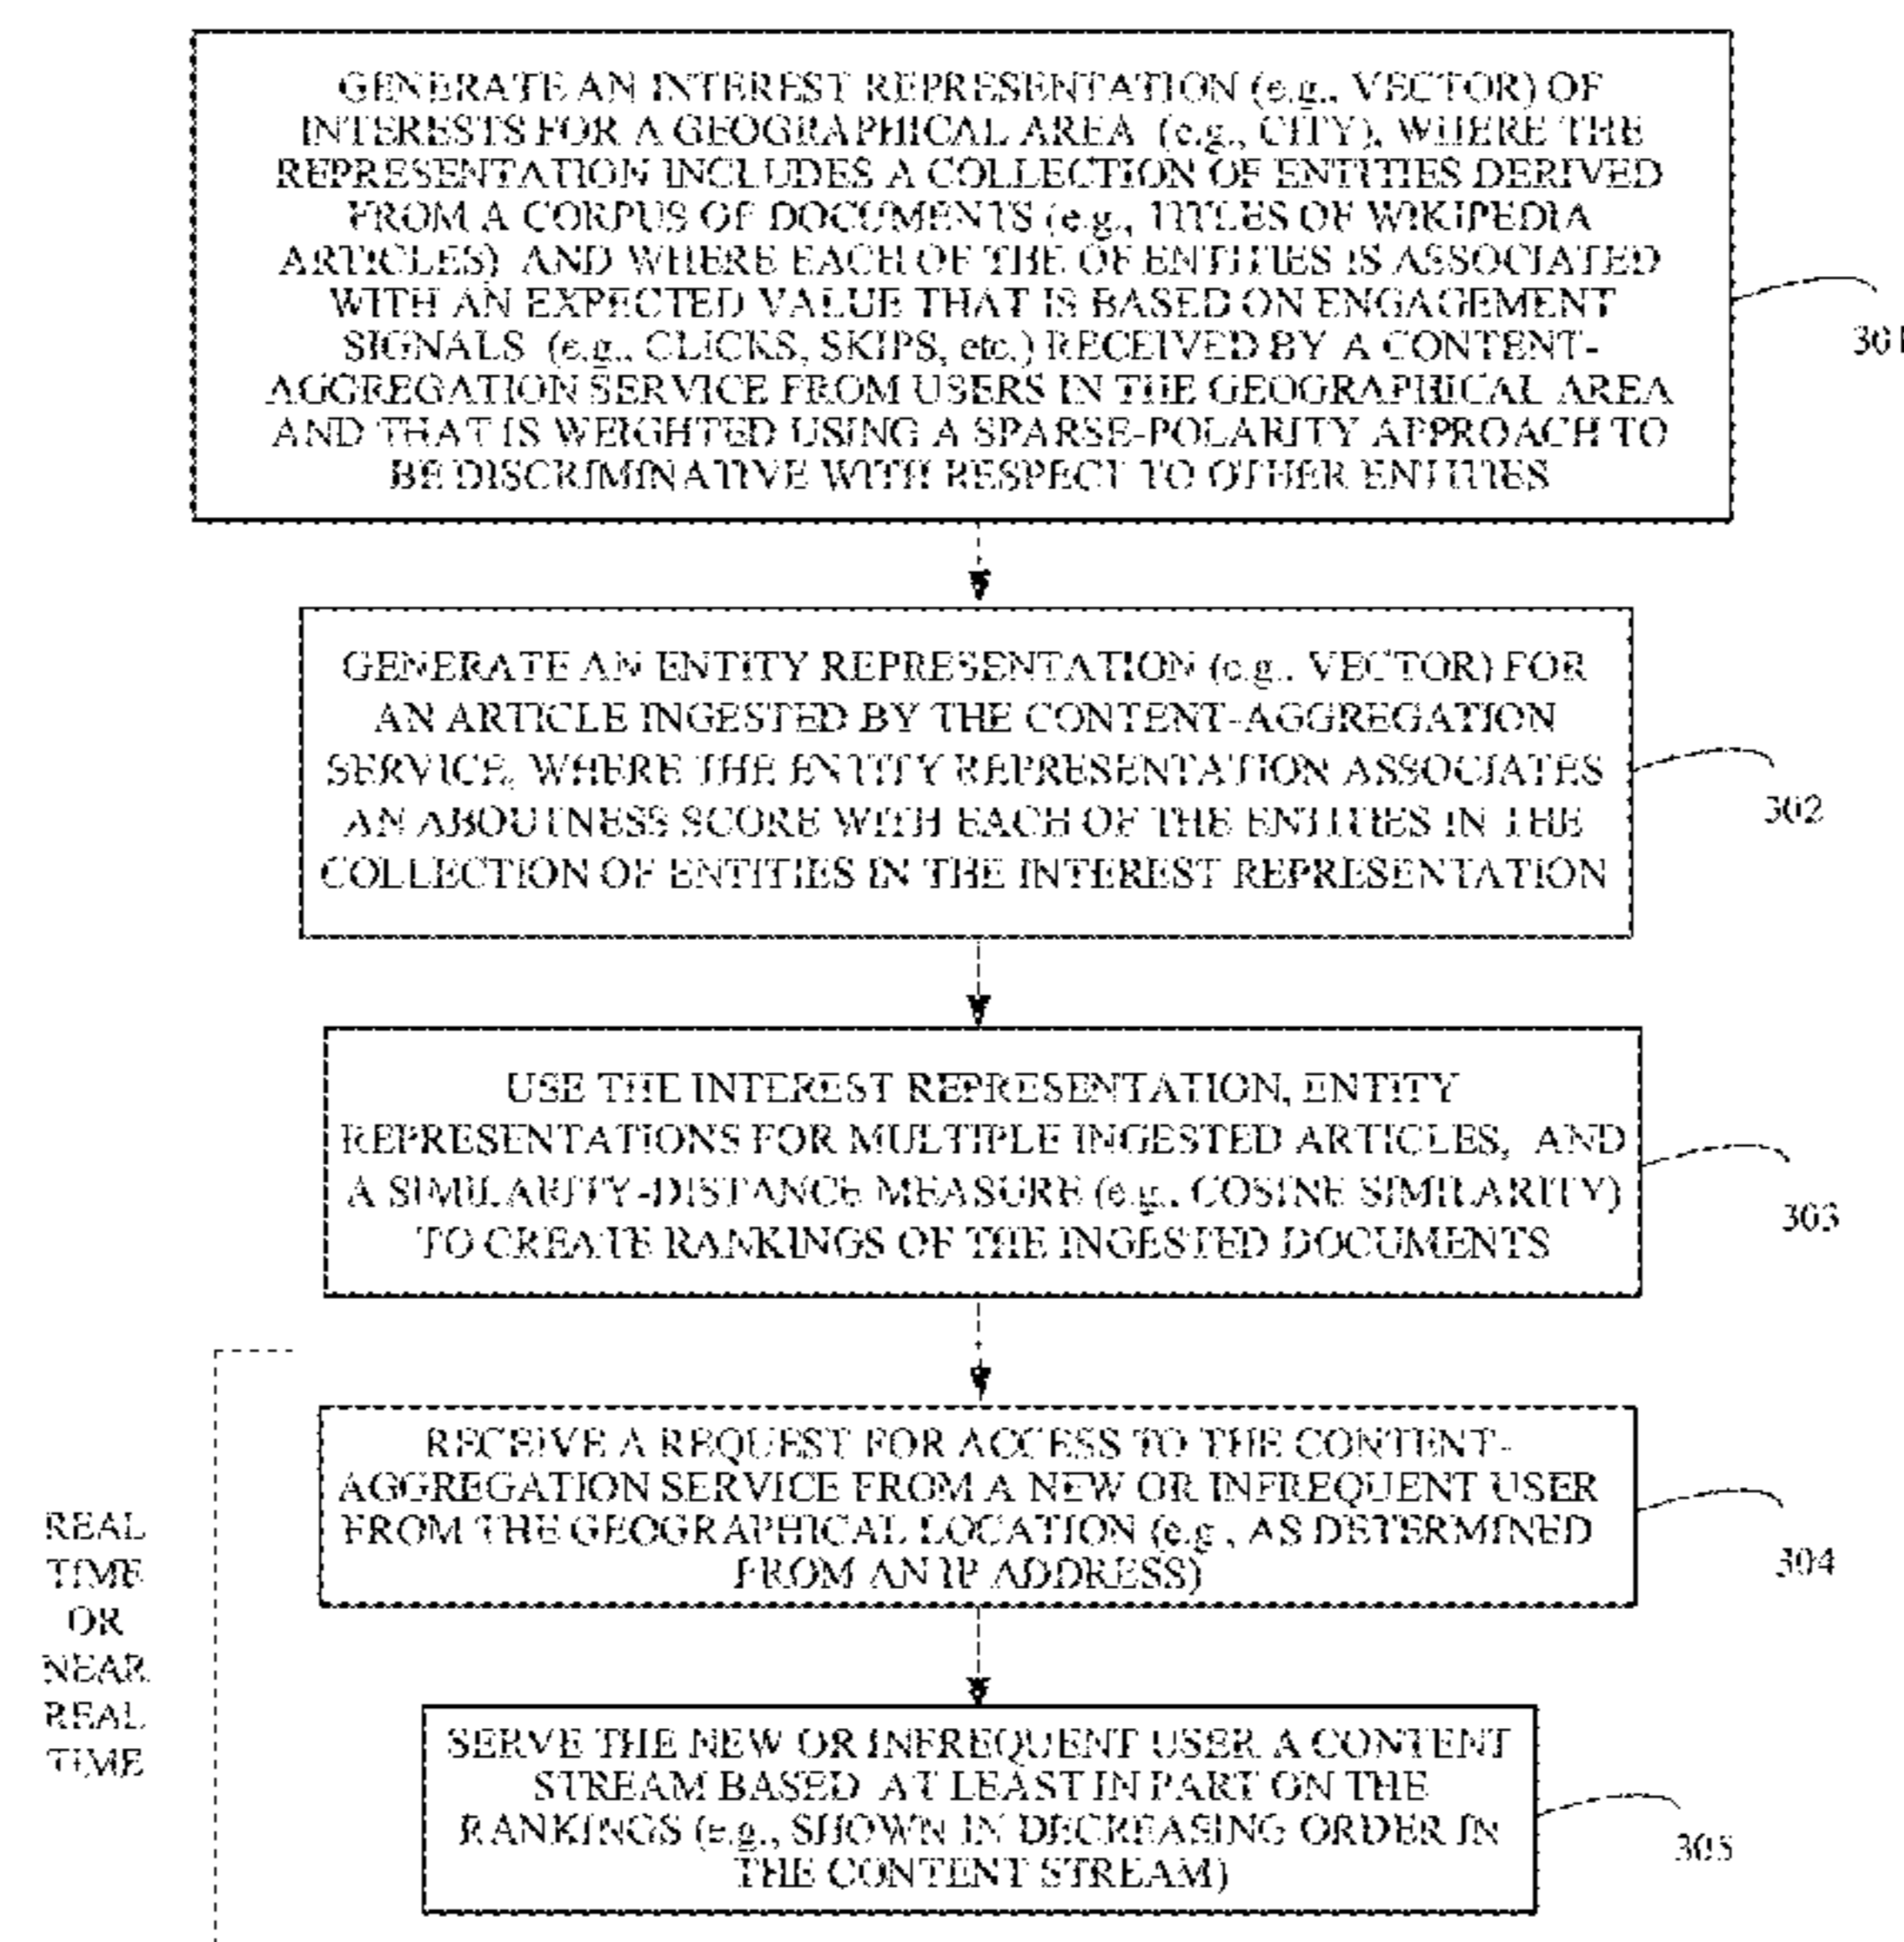 GENERATE AN INTEREST REPRESENTATION (e.g., VECTOR) OF
INTERESTS FOR A GEOGRAPHICAL AREA (e.g., CITY), WHERE THE
REPRESENTATION INCLUDES A COLLECTION OF ENTITIES DERIVED
FROM A CORPUS OF DOCUMENTS (e.g., TITLES OF WIKIPEDIA
ARTICLES) AND WHERE EACH OF THE OF ENTITIES IS ASSOCIATED
WITH AN EXPECTED VALUE THAT IS BASED ON ENGAGEMENT
SIGNALS (e.g., CLICKS, SKIPS, etc.) RECEIVED BY A CONTENT-
AGGREGATION SERVICE FROM USERS IN THE GEOGRAPHICAL AREA
AND THAT IS WEIGHTED USING A SPARSE-POLARITY APPROACH TO
BE DISCRIMINATIVE WITH RESPECT TO OTHER ENTITIES
301
GENERATE AN ENTITY REPRESENTATION (e.g., VECTOR) FOR
AN ARTICLE INGESTED BY THE CONTENT-AGGREGATION
SERVICE, WHERE THE ENTITY REPRESENTATION ASSOCIATES
AN ABOUTNESS SCORE WITH EACH OF THE ENTITIES IN THE
COLLECTION OF ENTITIES IN THE INTEREST REPRESENTATION
302
USE THE INTEREST REPRESENTATION, ENTITY
REPRESENTATIONS FOR MULTIPLE INGESTED ARTICLES, AND
A SIMILARITY-DISTANCE MEASURE (e.g., COSINE SIMILARITY)
TO CREATE RANKINGS OF THE INGESTED DOCUMENTS
303
RECEIVE A REQUEST FOR ACCESS TO THE CONTENT-
AGGREGATION SERVICE FROM A NEW OR INFREQUENT USER
FROM THE GEOGRAPHICAL LOCATION (e.g., AS DETERMINED
FROM AN IP ADDRESS)
304
REAL
TIME
OR
NEAR
REAL
TIME
SERVE THE NEW OR INFREQUENT USER A CONTENT
STREAM BASED AT LEAST IN PART ON THE
RANKINGS (e.g., SHOWN IN DECREASING ORDER IN
THE CONTENT STREAM)
305